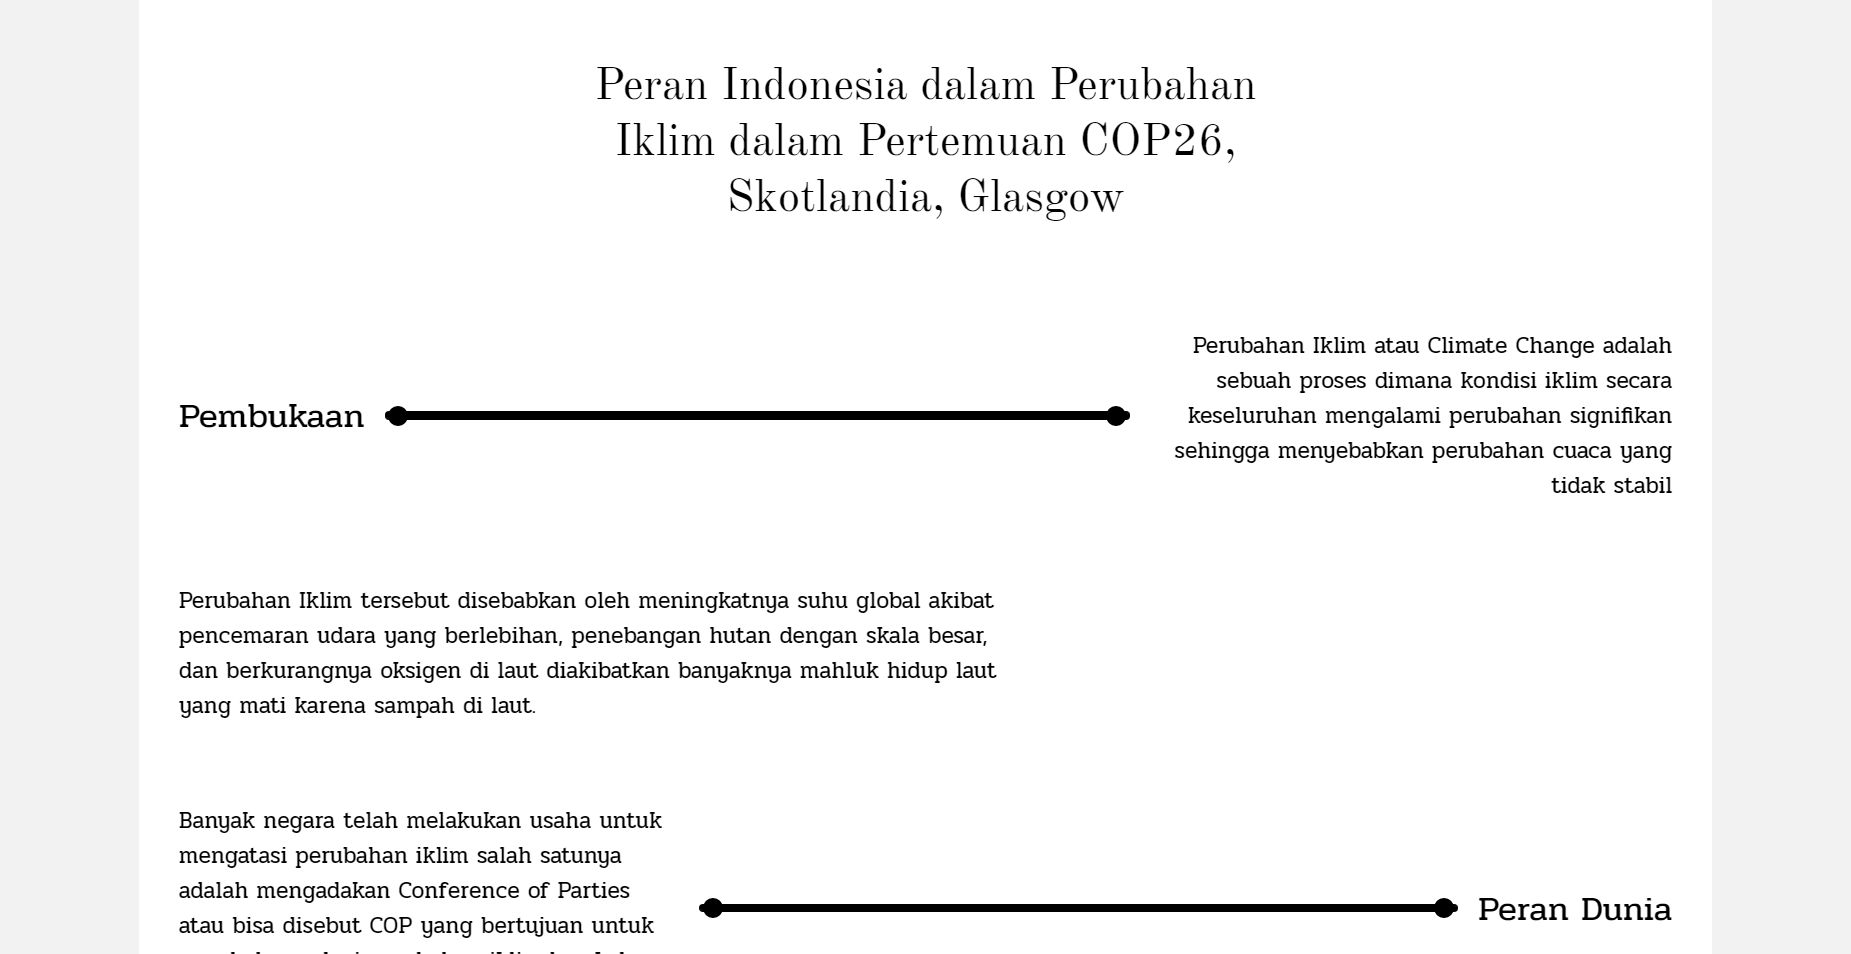 Peran Indonesia dalam Perubahan
Iklim dalam Pertemuan COP26,
Skotlandia, Glasgow
Pembukaan
Perubahan Iklim atau Climate Change adalah
sebuah proses dimana kondisi iklim secara
keseluruhan mengalami perubahan signifikan
sehingga menyebabkan perubahan cuaca yang
tidak stabil
Perubahan Iklim tersebut disebabkan oleh meningkatnya suhu global akibat
pencemaran udara yang berlebihan, penebangan hutan dengan skala besar,
dan berkurangnya oksigen di laut diakibatkan banyaknya mahluk hidup laut
yang mati karena sampah di laut.
Banyak negara telah melakukan usaha untuk
mengatasi perubahan iklim salah satunya
adalah mengadakan Conference of Parties
atau bisa disebut COP yang bertujuan untuk
Peran Dunia